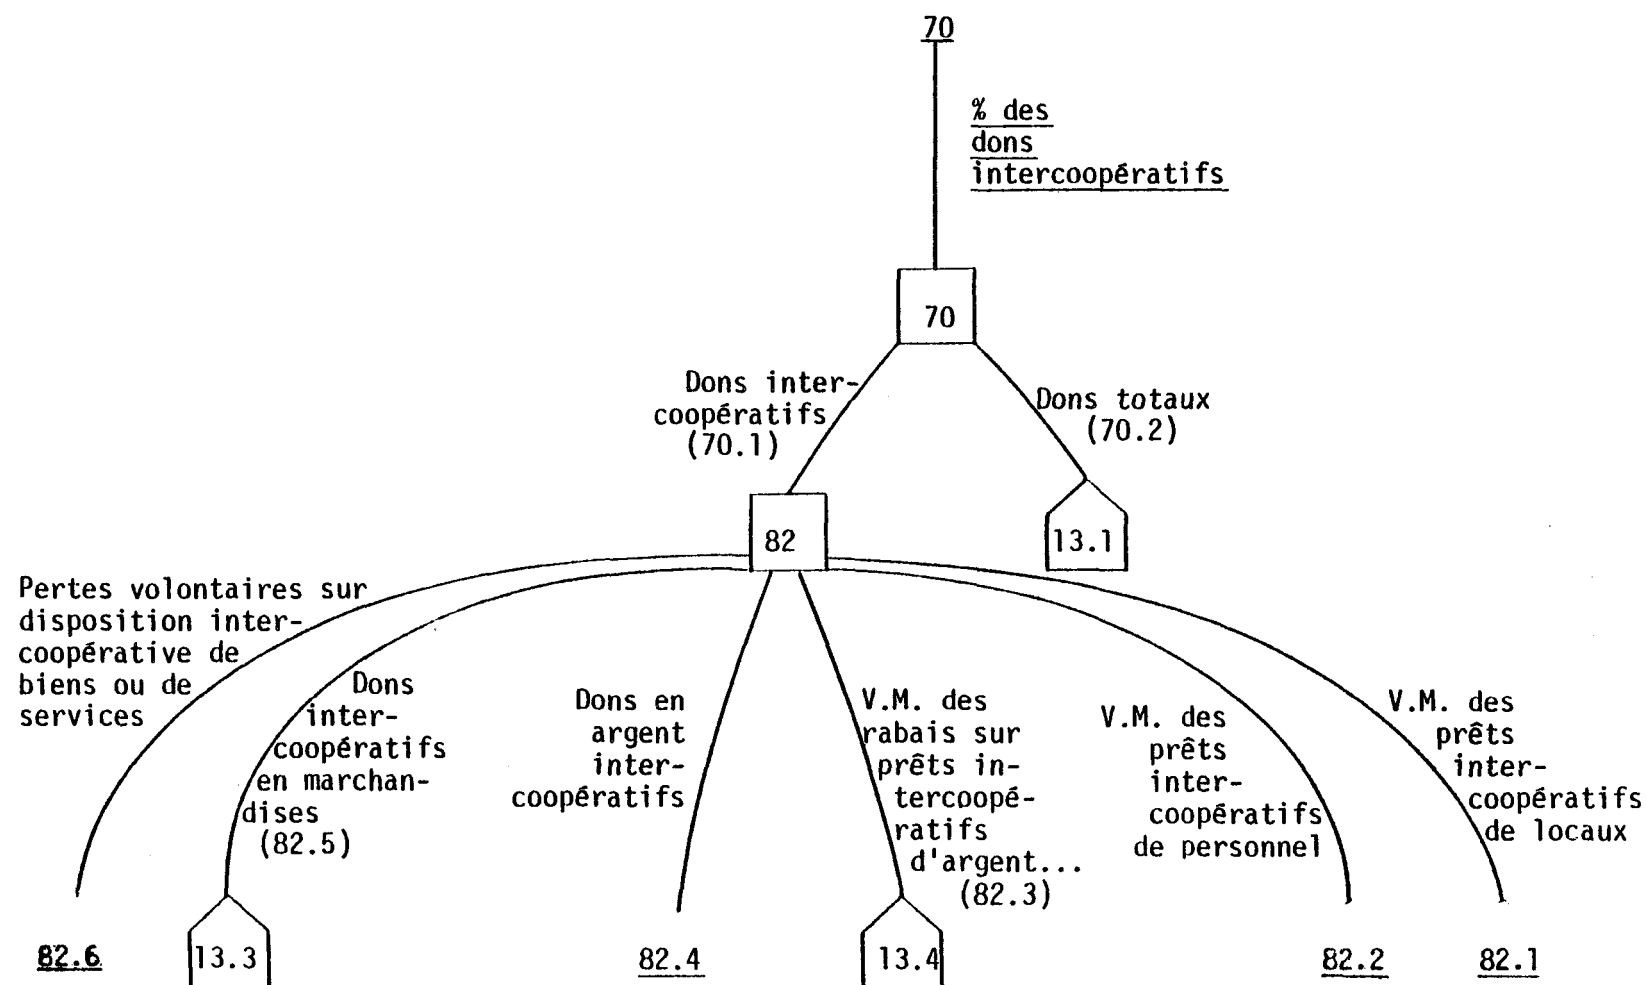 70
% des
dons
intercoopératifs
70
Dons inter-
coopératifs
(70.1)
Dons totaux
(70.2)
82
13.1
Pertes volontaires sur
disposition inter-
coopérative de
biens ou de
services
Dons
inter-
coopératifs
en marchan-
dises
(82.5)
Dons en
argent
inter-
coopératifs
V.M. des
rabais sur
prêts in-
tercoopé-
ratifs
d'argent...
(82.3)
V.M. des
prêts
inter-
coopératifs
de personnel
V.M. des
prêts
inter-
coopératifs
de locaux
82.6
13.3
82.4
13.4
82.2
82.1